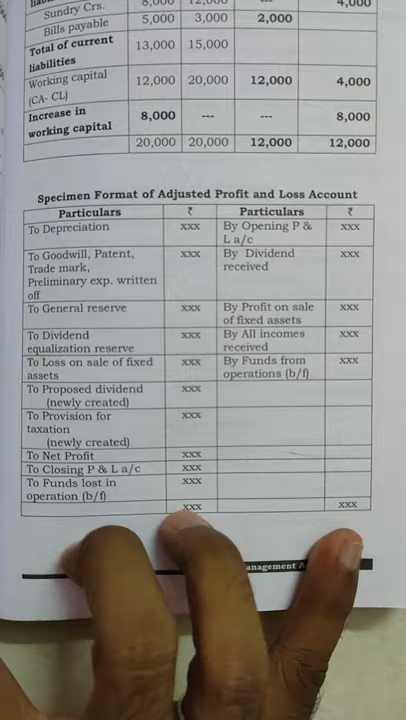 Sundry Crs. 8,000 12,000 --- 4,000
Bills payable 5,000 3,000 2,000
Total of current 13,000 15,000
liabilities
Working capital 12,000 20,000 12,000 4,000
(CA- CL)
Increase in 8,000 --- --- 8,000
working capital
20,000 20,000 12,000 12,000
Specimen Format of Adjusted Profit and Loss Account
Particulars ₹ Particulars ₹
To Depreciation xxx By Opening P & xxx
L a/c
To Goodwill, Patent, xxx By Dividend xxx
Trade mark, received
Preliminary exp. written
off
To General reserve xxx By Profit on sale xxx
of fixed assets
To Dividend xxx By All incomes xxx
equalization reserve received
To Loss on sale of fixed xxx By Funds from xxx
assets operations (b/f)
To Proposed dividend xxx
(newly created)
To Provision for xxx
taxation
(newly created)
To Net Profit xxx
To Closing P & L a/c xxx
To Funds lost in xxx
operation (b/f)
xxx xxx
anagement A